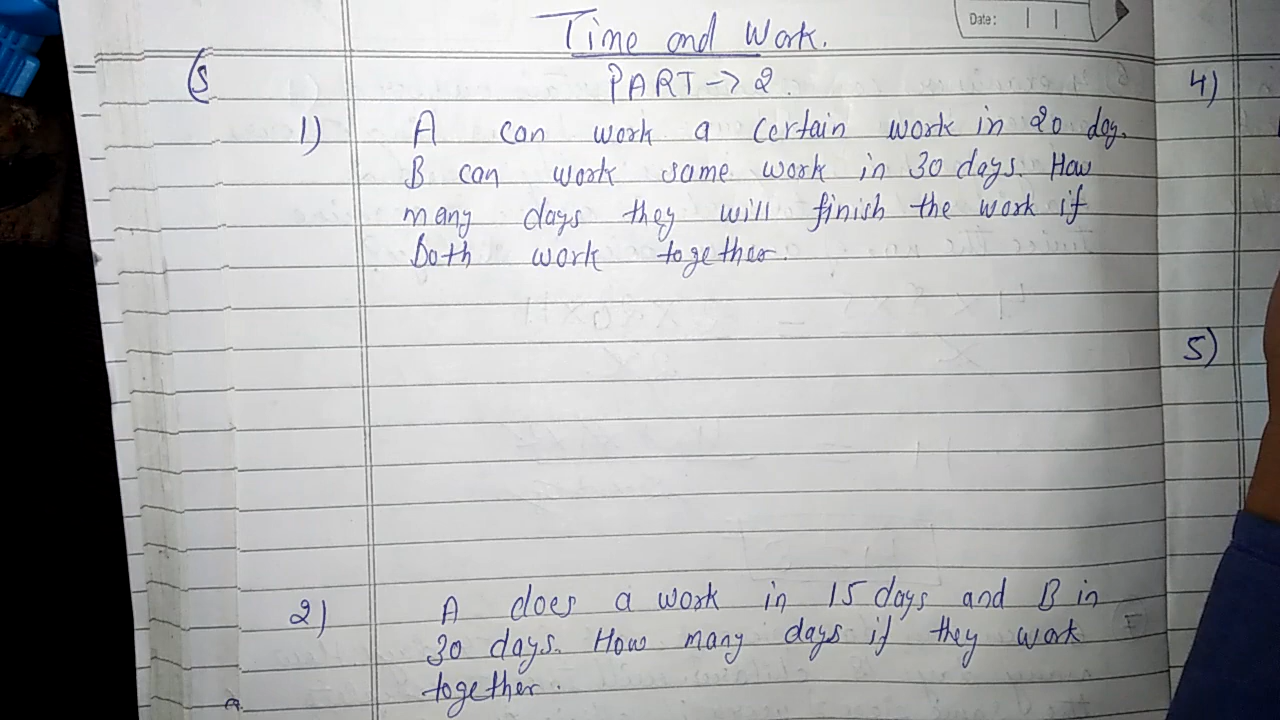 Date:
Time and Work.
PART → 2.
1) A can work a certain work in 20 day.
B can work same work in 30 days. How
many days they will finish the work if
both work together.
2) A does a work in 15 days and B in
30 days. How many days if they work
together.
4)
5)